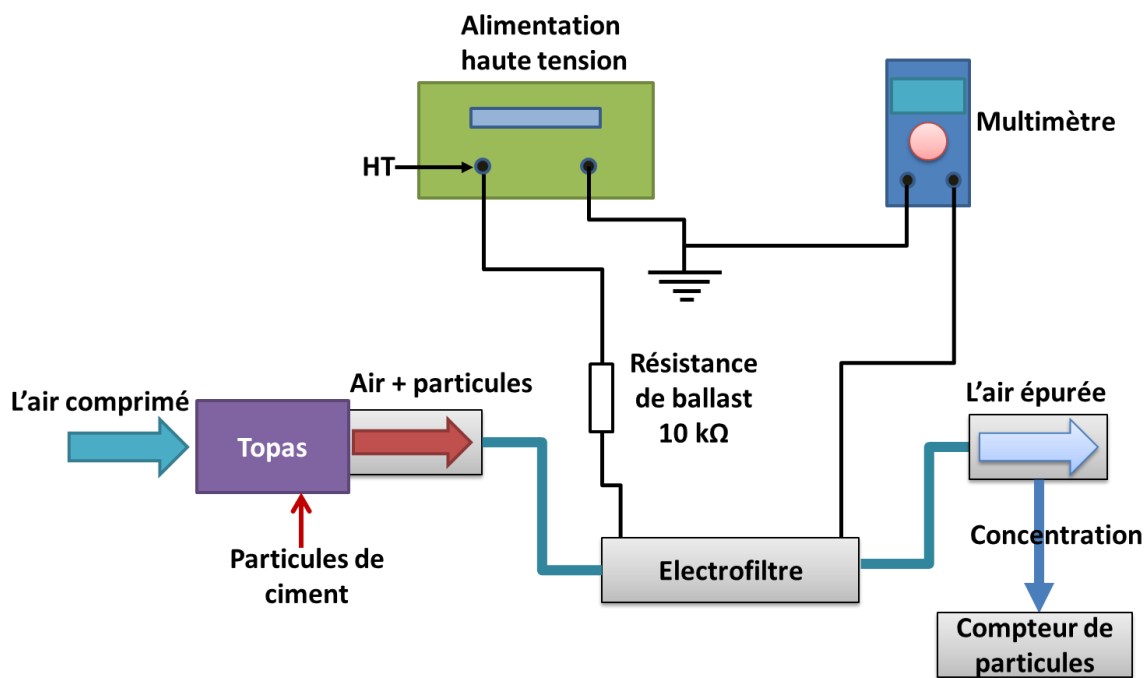 Alimentation
haute tension
Multimètre
HT
Résistance
de ballast
10 kΩ
Air + particules
L'air comprimé
Topas
L'air épurée
Particules de
ciment
Electrofiltre
Concentration
Compteur de
particules